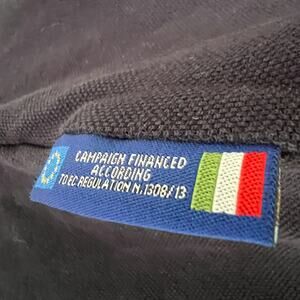 CAMPAIGN FINANCED
ACCORDING
TO EC REGULATION N.1308/13